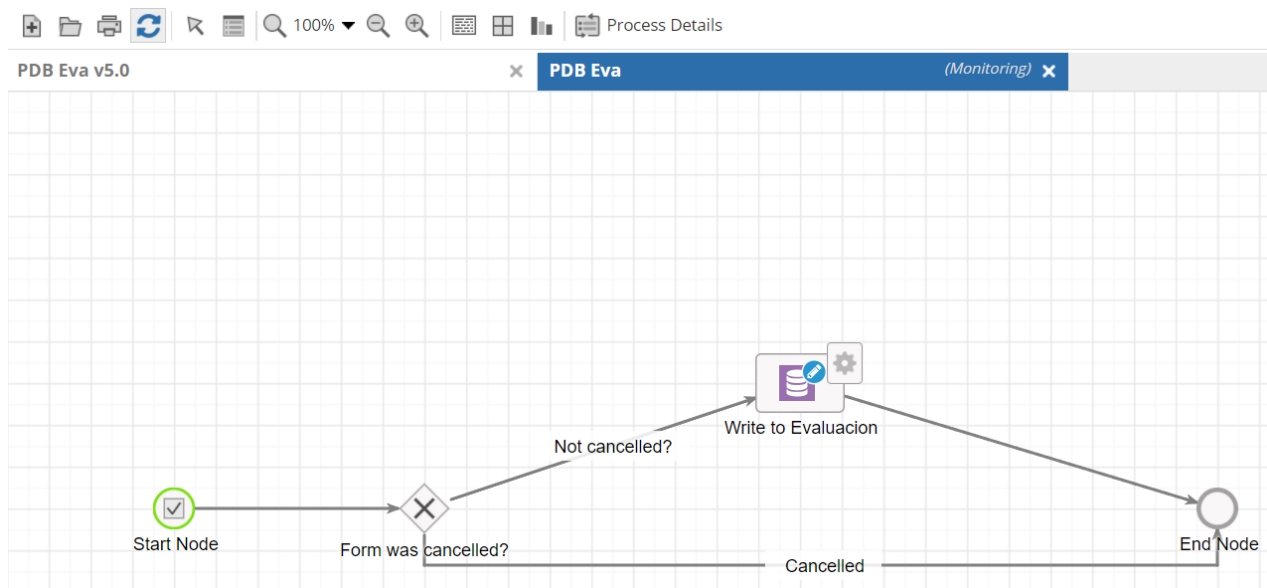 100%
Process Details
PDB Eva v5.0
PDB Eva
(Monitoring)
Write to Evaluacion
Not cancelled?
Start Node
Form was cancelled?
End Node
Cancelled